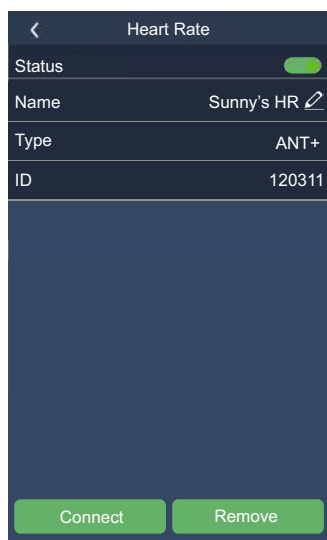 Heart Rate
Status
Name Sunny's HR
Type ANT+
ID 120311
Connect Remove